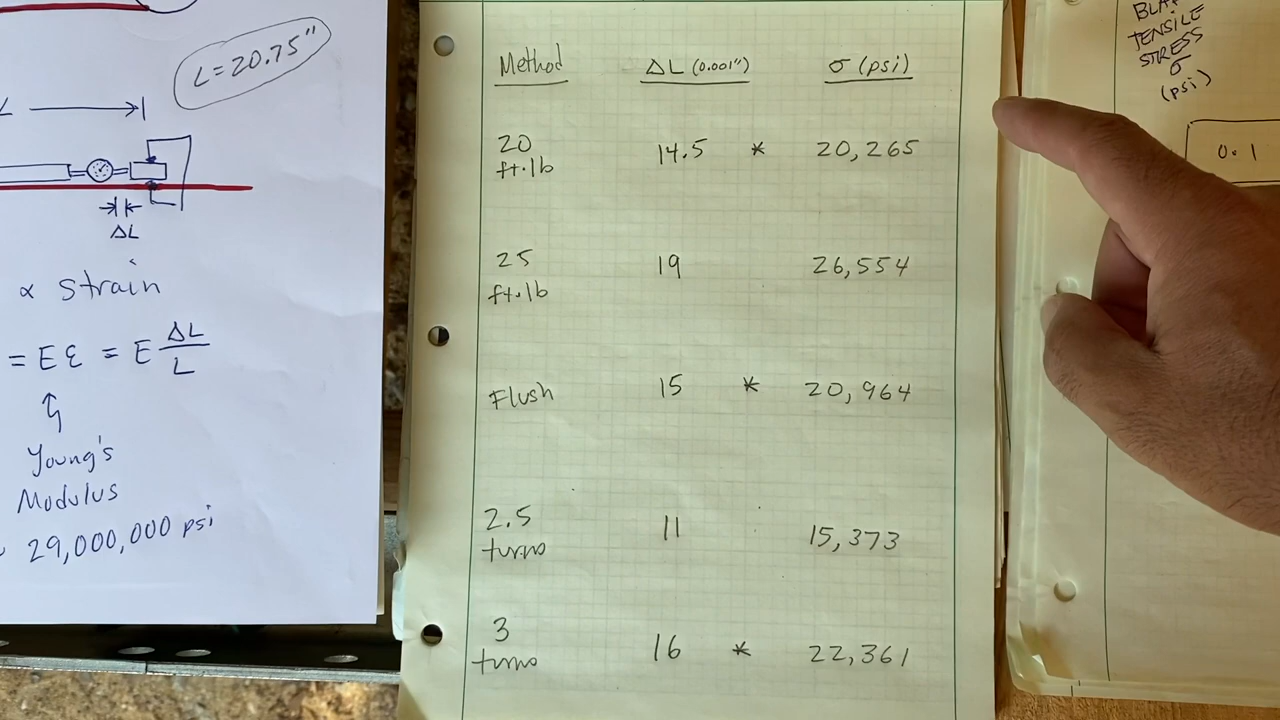 L=20.75"
ΔL
∝ strain
= Eε = E ΔL/L
Young's
Modulus
29,000,000 psi
Method ΔL (0.001") σ (psi)
20 ft.lb 14.5 * 20,265
25 ft.lb 19 26,554
Flush 15 * 20,964
2.5 turns 11 15,373
3 turns 16 * 22,361
TENSILE
STRESS
σ
(psi)
0.1